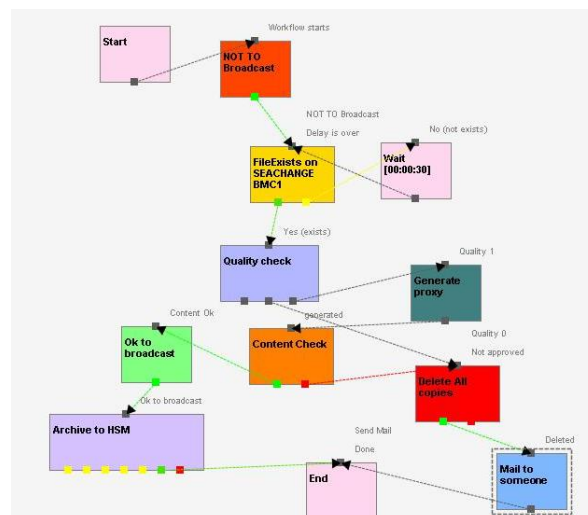 Workflow starts
Start
NOT TO
Broadcast
NOT TO Broadcast
Delay is over
No (not exists)
FileExists on
SEACHANGE
BMC1
Wait
[00:00:30]
Yes (exists)
Quality check
Quality 1
Generate
proxy
Content Ok
generated
Ok to
broadcast
Content Check
Quality 0
Not approved
Delete All
copies
Ok to broadcast
Archive to HSM
Send Mail
Done
Deleted
End
Mail to
someone